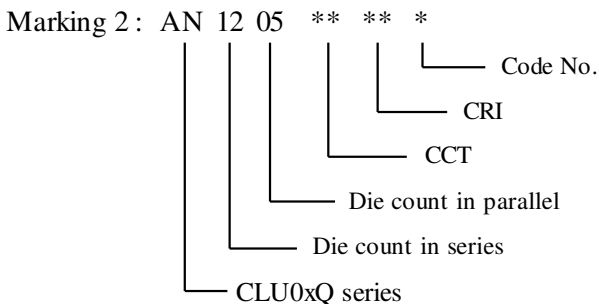 Marking 2 : AN 12 05 ** ** *
Code No.
CRI
CCT
Die count in parallel
Die count in series
CLU0xQ series